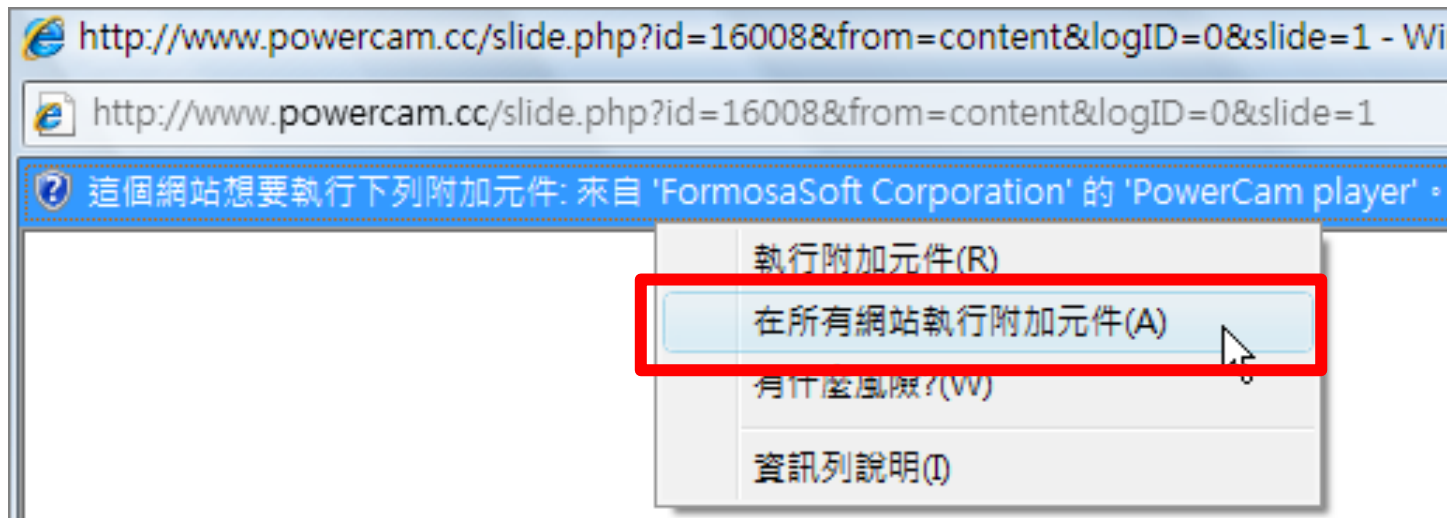 http://www.powercam.cc/slide.php?id=16008&from=content&logID=0&slide=1 - Wi
http://www.powercam.cc/slide.php?id=16008&from=content&logID=0&slide=1
這個網站想要執行下列附加元件: 來自 'FormosaSoft Corporation' 的 'PowerCam player'。
執行附加元件(R)
在所有網站執行附加元件(A)
有什麼風險?(W)
資訊列說明(I)